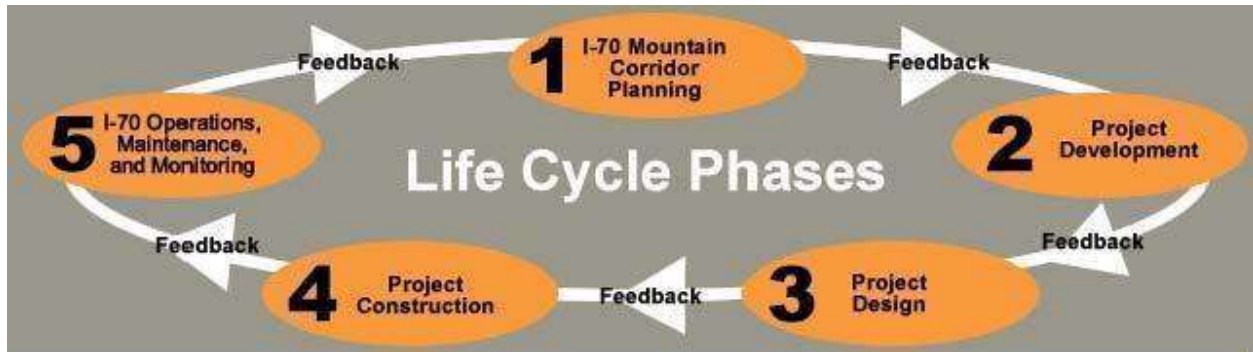 Feedback
1
I-70 Mountain
Corridor
Planning
Feedback
2
Project
Development
Feedback
3
Project
Design
Feedback
4
Project
Construction
Feedback
5
I-70 Operations,
Maintenance,
and Monitoring
Life Cycle Phases